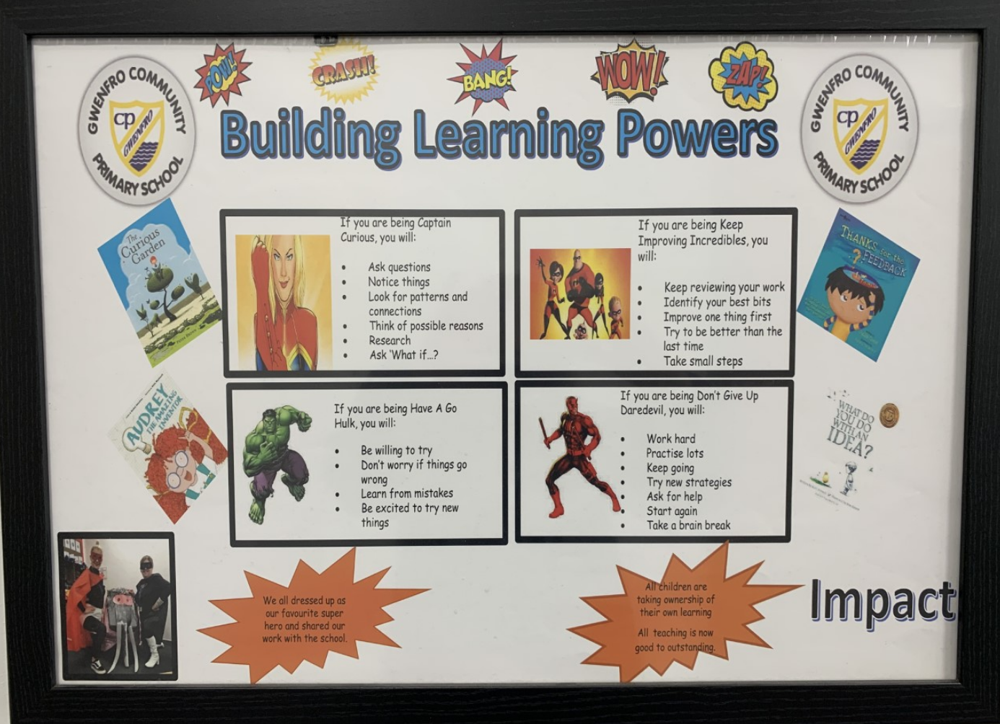 POW!
CRASH!
BANG!
WOW!
ZAP!
GWENFRO COMMUNITY
cp
GWENFRO
PRIMARY SCHOOL
Building Learning Powers
GWENFRO COMMUNITY
cp
GWENFRO
PRIMARY SCHOOL
The
Curious
Garden
If you are being Captain
Curious, you will:
• Ask questions
• Notice things
• Look for patterns and
connections
• Think of possible reasons
• Research
• Ask 'What if...?
If you are being Keep
Improving Incredibles, you
will:
• Keep reviewing your work
• Identify your best bits
• Improve one thing first
• Try to be better than the
last time
• Take small steps
THANKS for the
? FEEDBACK
AUDREY
THE AMAZING
INVENTOR
If you are being Have A Go
Hulk, you will:
• Be willing to try
• Don't worry if things go
wrong
• Learn from mistakes
• Be excited to try new
things
If you are being Don't Give Up
Daredevil, you will:
• Work hard
• Practise lots
• Keep going
• Try new strategies
• Ask for help
• Start again
• Take a brain break
WHAT DO
YOU DO
WITH AN
IDEA?
We all dressed up as
our favourite super
hero and shared our
work with the school.
All children are
taking ownership of
their own learning
All teaching is now
good to outstanding.
Impact